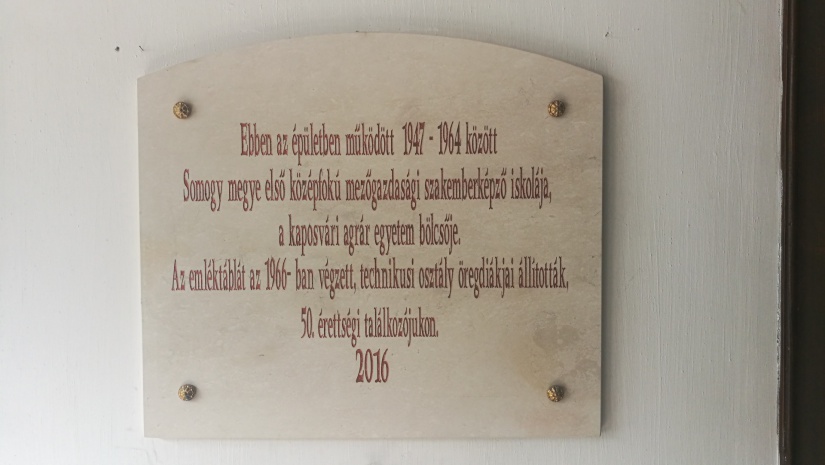 Ebben az épületben működött 1947 - 1964 között
Somogy megye első középfokú mezőgazdasági szakemberképző iskolája,
a kaposvári agrár egyetem bölcsője.
Az emléktáblát az 1966- ban végzett, technikusi osztály öregdiákjai állították,
50. érettségi találkozójukon.
2016